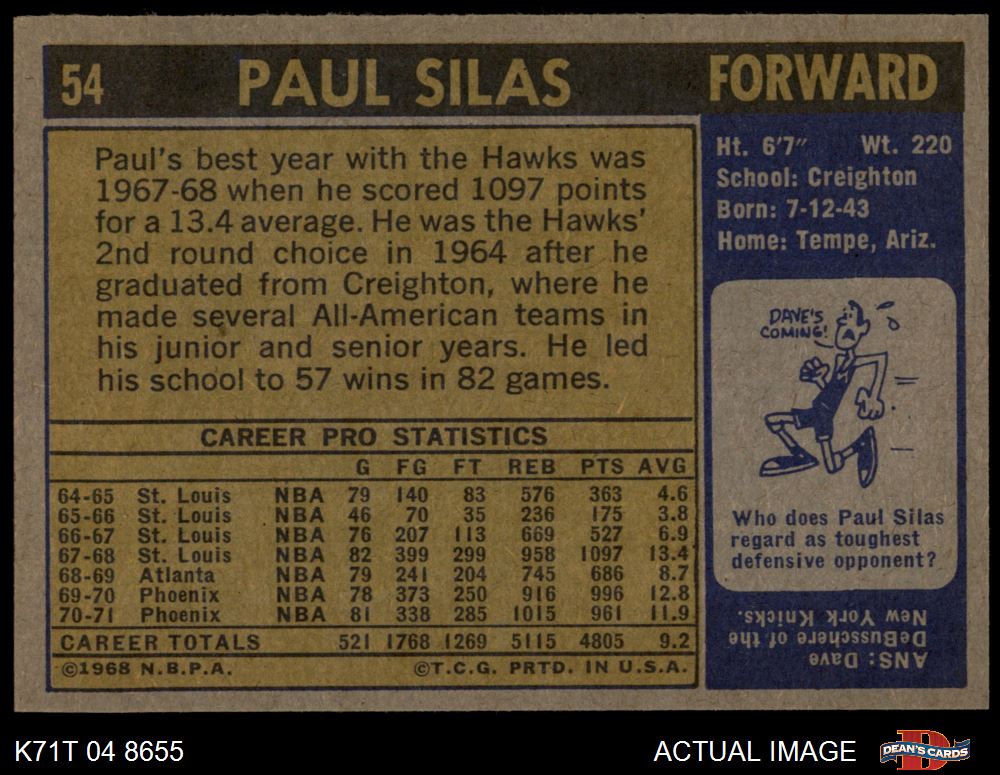 54 PAUL SILAS FORWARD
Paul's best year with the Hawks was
1967-68 when he scored 1097 points
for a 13.4 average. He was the Hawks'
2nd round choice in 1964 after he
graduated from Creighton, where he
made several All-American teams in
his junior and senior years. He led
his school to 57 wins in 82 games.
Ht. 6'7" Wt. 220
School: Creighton
Born: 7-12-43
Home: Tempe, Ariz.
DAVE'S
COMING!
Who does Paul Silas
regard as toughest
defensive opponent?
ANS: Dave
DeBusschere of the
New York Knicks.
CAREER PRO STATISTICS
G FG FT REB PTS AVG
64-65 St. Louis NBA 79 140 83 576 363 4.6
65-66 St. Louis NBA 46 70 35 236 175 3.8
66-67 St. Louis NBA 76 207 113 669 527 6.9
67-68 St. Louis NBA 82 399 299 958 1097 13.4
68-69 Atlanta NBA 79 241 204 745 686 8.7
69-70 Phoenix NBA 78 373 250 916 996 12.8
70-71 Phoenix NBA 81 338 285 1015 961 11.9
CAREER TOTALS 521 1768 1269 5115 4805 9.2
©1968 N.B.P.A. ©T.C.G. PRTD. IN U.S.A.
K71T 04 8655 ACTUAL IMAGE
D
DEAN'S CARDS